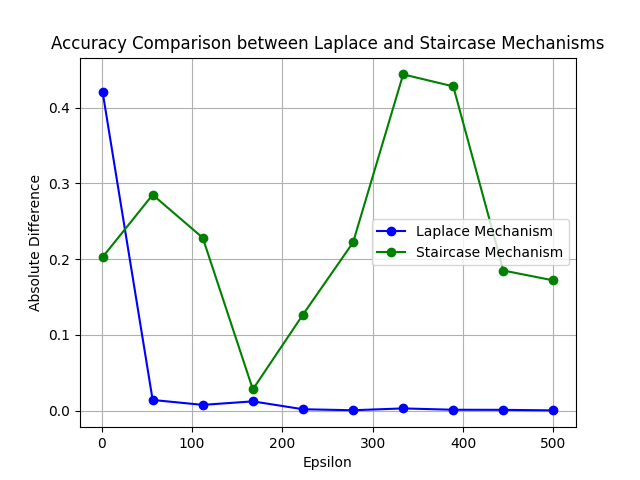 Accuracy Comparison between Laplace and Staircase Mechanisms
Absolute Difference
0.4
0.3
0.2
0.1
0.0
Laplace Mechanism
Staircase Mechanism
0 100 200 300 400 500
Epsilon